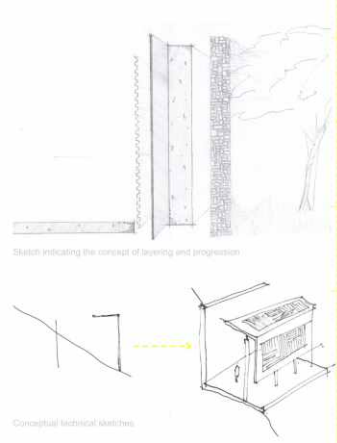 Sketch indicating the concept of layering and progression
Conceptual technical sketches